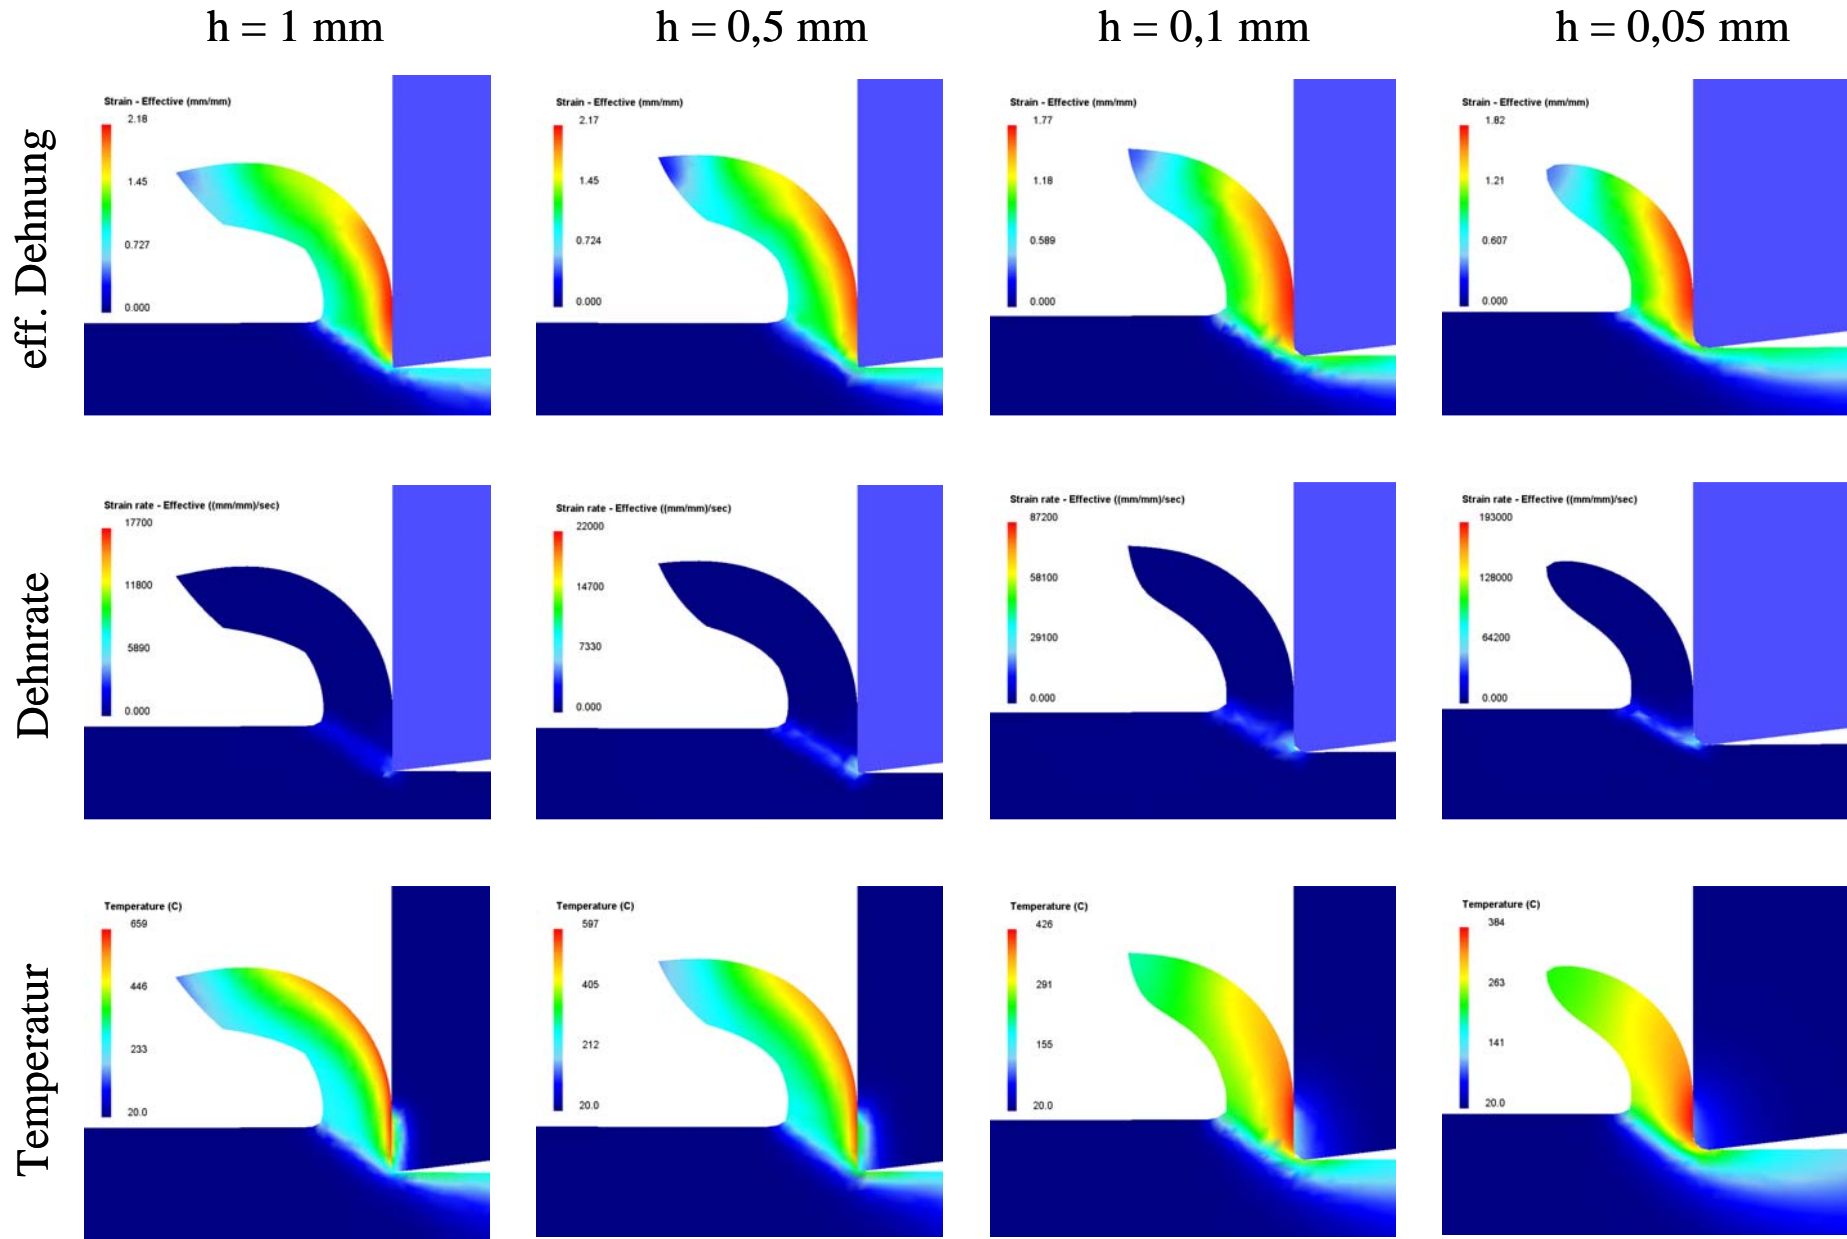 h = 1 mm
h = 0,5 mm
h = 0,1 mm
h = 0,05 mm
eff. Dehnung
Strain - Effective (mm/mm)
2.18
1.45
0.727
0.000
Strain - Effective (mm/mm)
2.17
1.45
0.724
0.000
Strain - Effective (mm/mm)
1.77
1.18
0.589
0.000
Strain - Effective (mm/mm)
1.82
1.21
0.607
0.000
Dehnrate
Strain rate - Effective ((mm/mm)/sec)
17700
11800
5890
0.000
Strain rate - Effective ((mm/mm)/sec)
22000
14700
7330
0.000
Strain rate - Effective ((mm/mm)/sec)
87200
58100
29100
0.000
Strain rate - Effective ((mm/mm)/sec)
193000
128000
64200
0.000
Temperatur
Temperature (C)
659
446
233
20.0
Temperature (C)
597
405
212
20.0
Temperature (C)
426
291
155
20.0
Temperature (C)
384
263
141
20.0